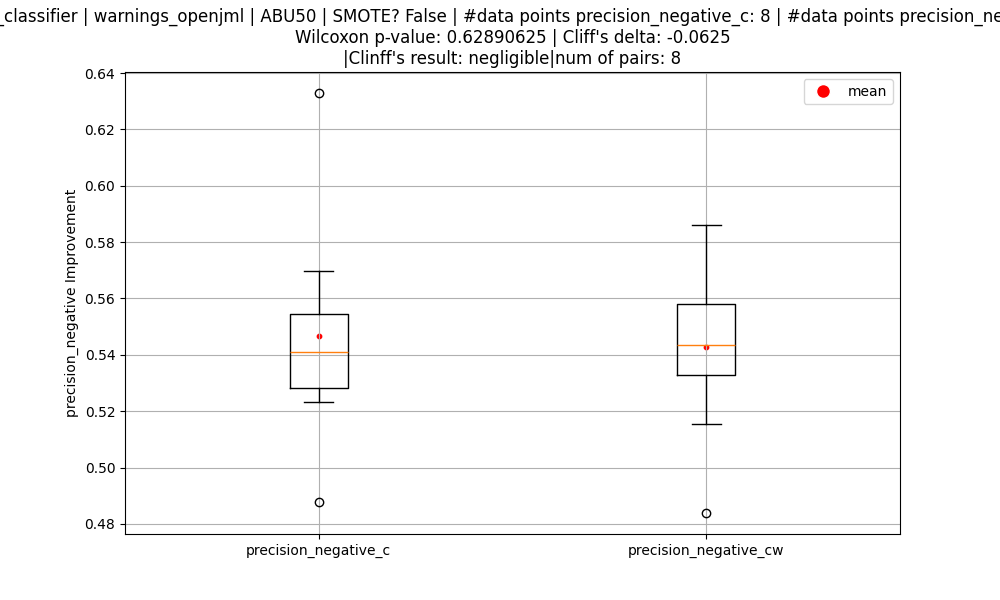 _classifier | warnings_openjml | ABU50 | SMOTE? False | #data points precision_negative_c: 8 | #data points
Wilcoxon p-value: 0.62890625 | Cliff's delta: -0.0625
|Clinff's result: negligible|num of pairs: 8
0.64
mean
0.62
0.60
0.58
0.56
0.54
0.52
0.50
0.48
precision_negative Improvement
precision_negative_c
precision_negative_cw